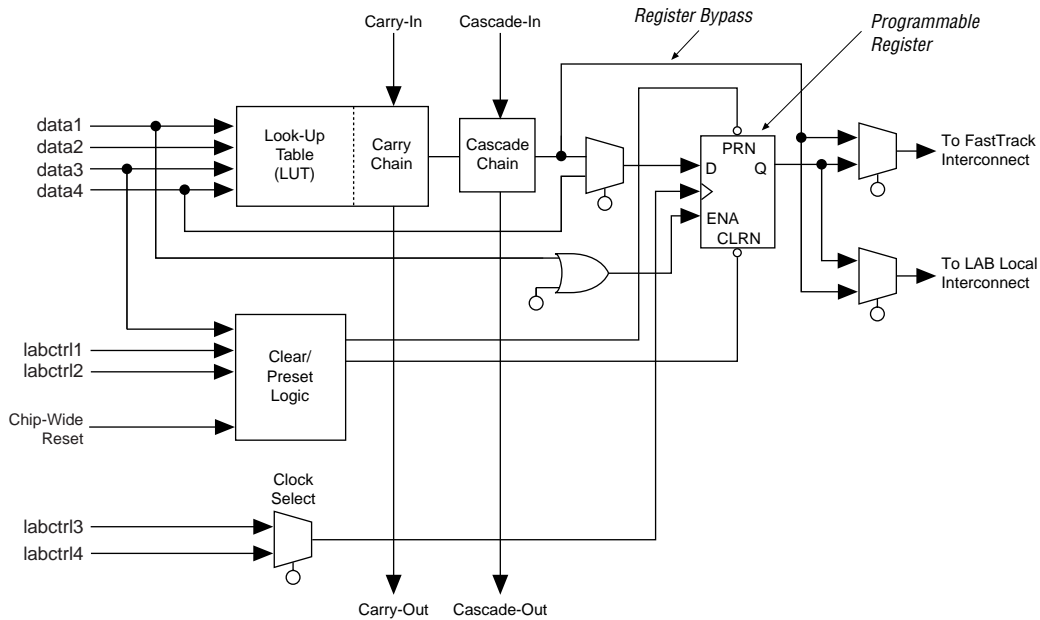 Carry-In
Cascade-In
Register Bypass
Programmable
Register
data1
data2
data3
data4
Look-Up
Table
(LUT)
Carry
Chain
Cascade
Chain
PRN
D
Q
ENA
CLRN
To FastTrack
Interconnect
To LAB Local
Interconnect
labctrl1
labctrl2
Clear/
Preset
Logic
Chip-Wide
Reset
Clock
Select
labctrl3
labctrl4
Carry-Out
Cascade-Out